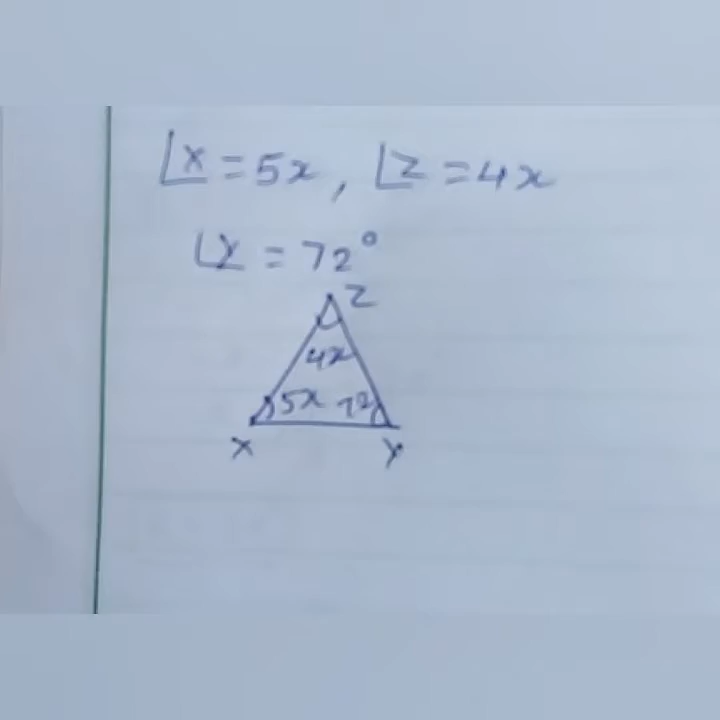 ∠X = 5x, ∠Z = 4x
∠Y = 72°
Z
4x
5x 72
X Y